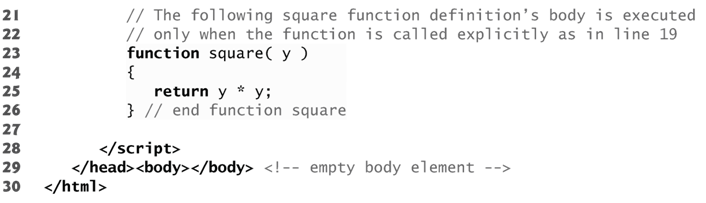 21 // The following square function definition’s body is executed
22 // only when the function is called explicitly as in line 19
23 function square( y )
24 {
25 return y * y;
26 } // end function square
27
28 </script>
29 </head><body></body> <!-- empty body element -->
30 </html>